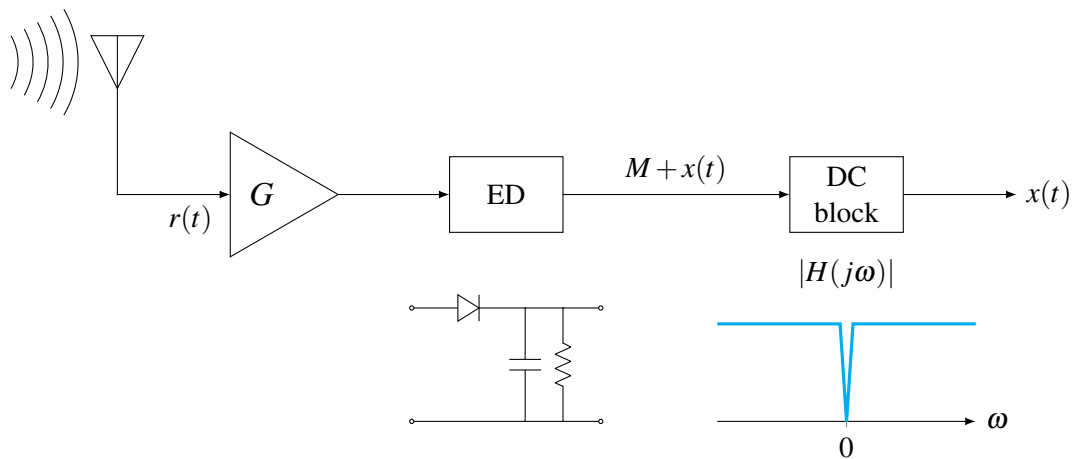 M + x(t)
G
ED
DC
block
x(t)
r(t)
|H(jω)|
ω
0